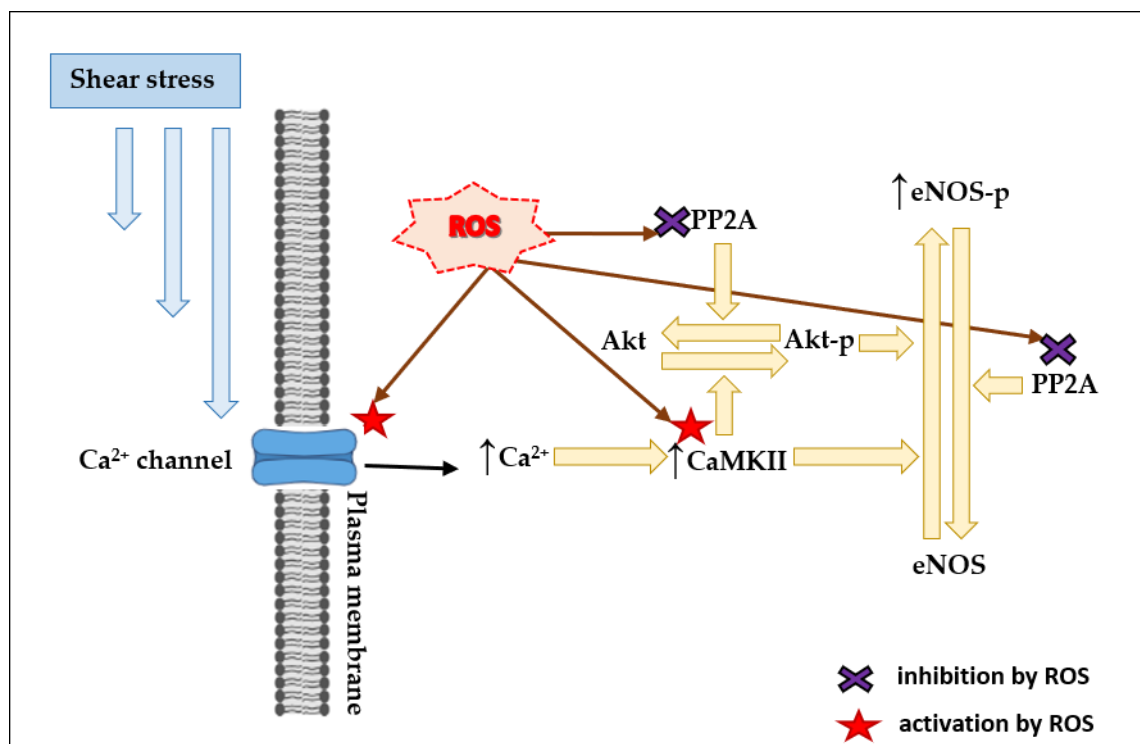 Shear stress
↑eNOS-p
ROS
PP2A
Akt
Akt-p
PP2A
Ca²⁺ channel
↑Ca²⁺
↑CaMKII
Plasma membrane
eNOS
inhibition by ROS
activation by ROS